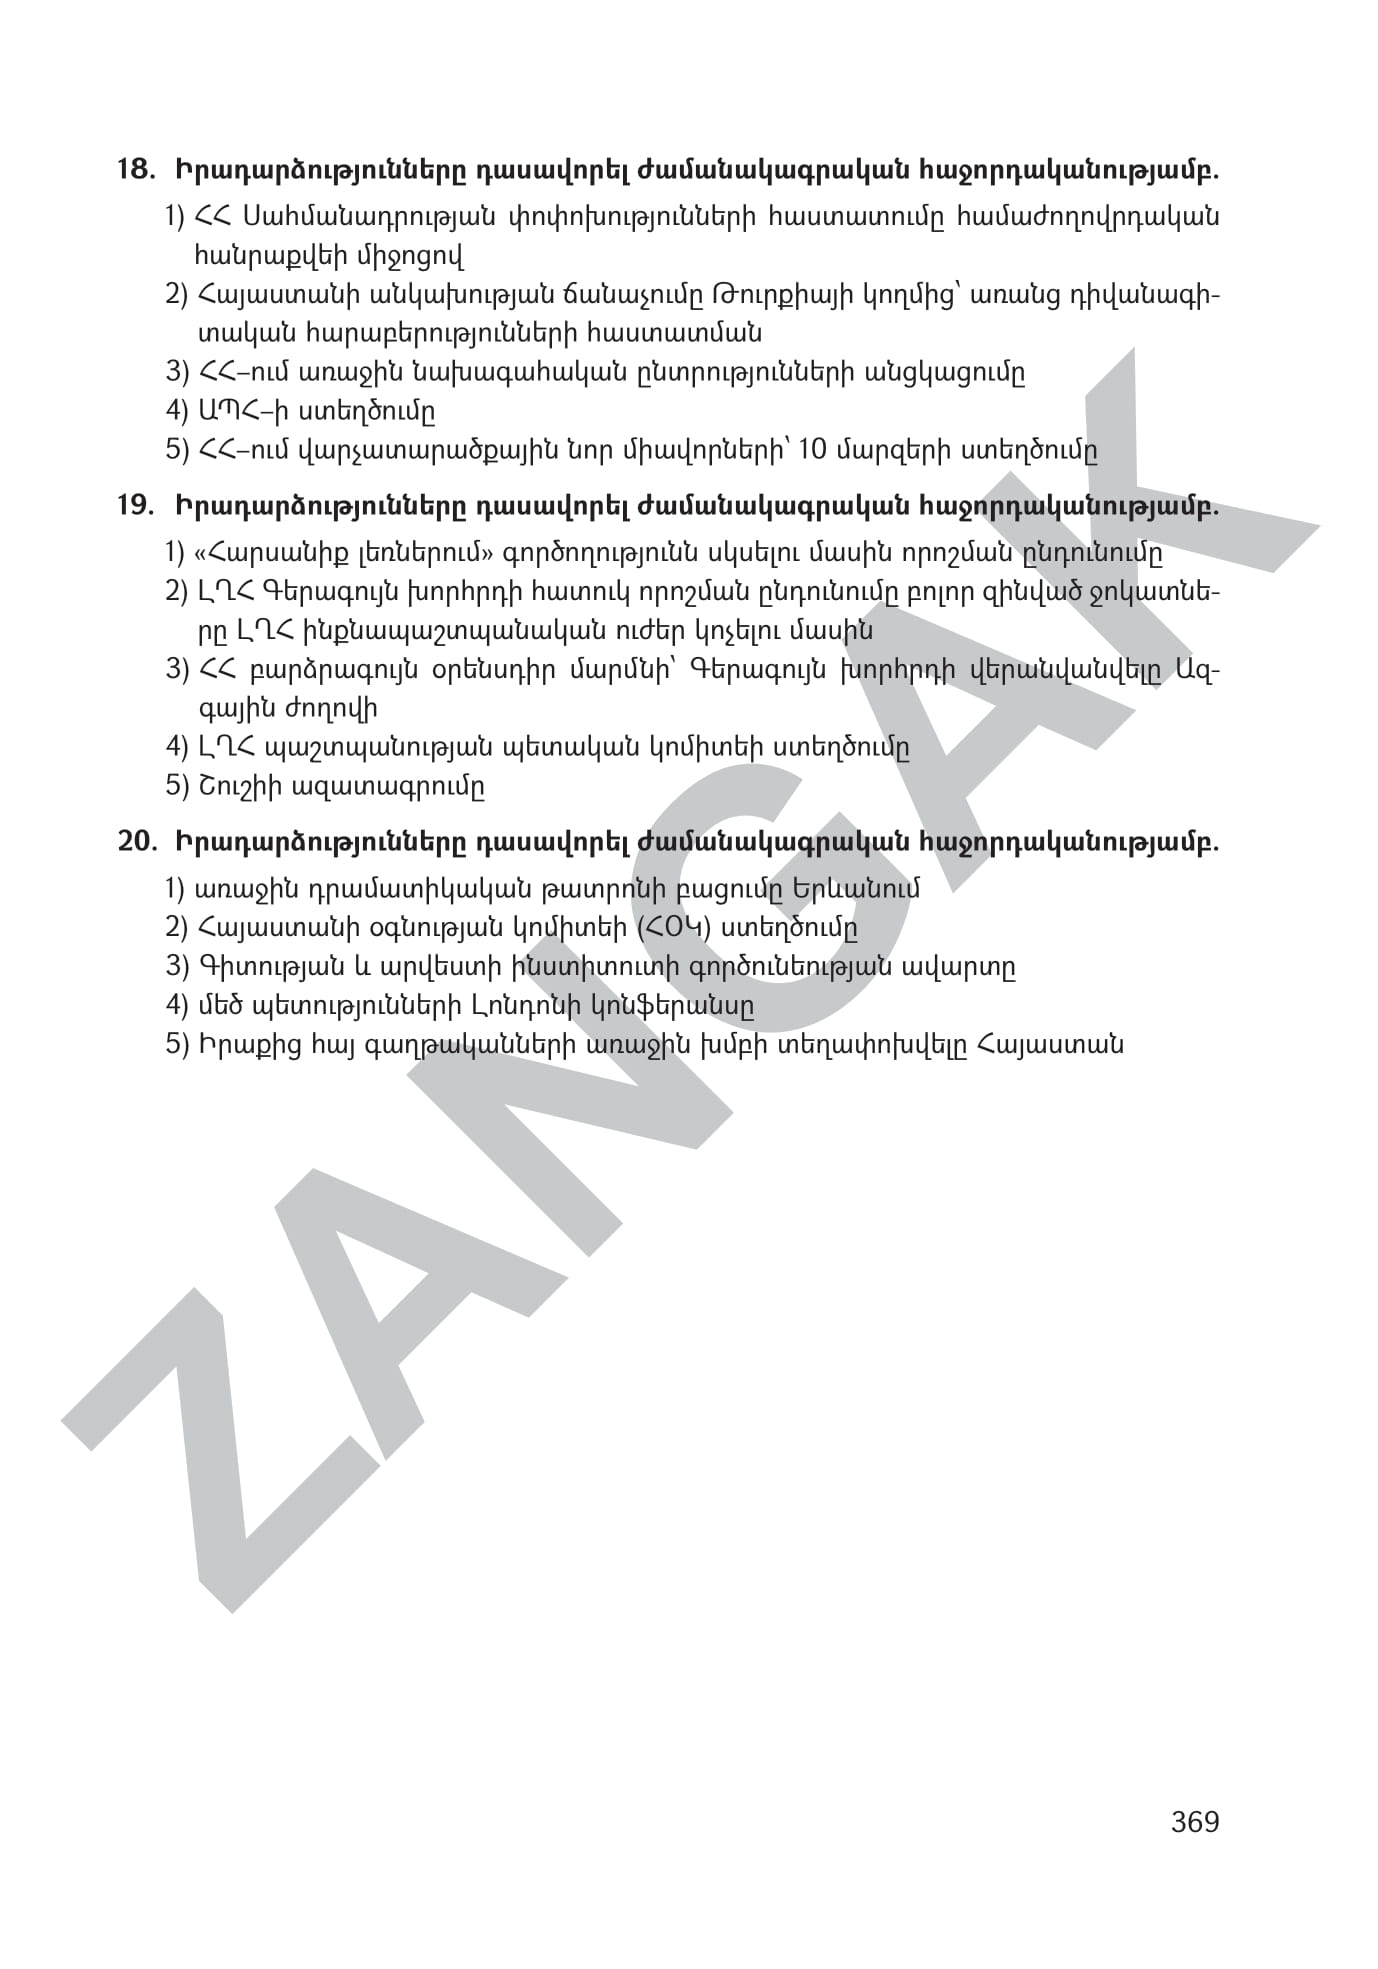 18. Իրադարձությունները դասավորել ժամանակագրական հաջորդականությամբ.
1) ՀՀ Սահմանադրության փոփոխությունների հաստատումը համաժողովրդական
հանրաքվեի միջոցով
2) Հայաստանի անկախության ճանաչումը Թուրքիայի կողմից՝ առանց դիվանագի-
տական հարաբերությունների հաստատման
3) ՀՀ–ում առաջին նախագահական ընտրությունների անցկացումը
4) ԱՊՀ–ի ստեղծումը
5) ՀՀ–ում վարչատարածքային նոր միավորների՝ 10 մարզերի ստեղծումը
19. Իրադարձությունները դասավորել ժամանակագրական հաջորդականությամբ.
1) «Հարսանիք լեռներում» գործողությունն սկսելու մասին որոշման ընդունումը
2) ԼՂՀ Գերագույն խորհրդի հատուկ որոշման ընդունումը բոլոր զինված ջոկատնե-
րը ԼՂՀ ինքնապաշտպանական ուժեր կոչելու մասին
3) ՀՀ բարձրագույն օրենսդիր մարմնի՝ Գերագույն խորհրդի վերանվանվելը Ազ-
գային ժողովի
4) ԼՂՀ պաշտպանության պետական կոմիտեի ստեղծումը
5) Շուշիի ազատագրումը
20. Իրադարձությունները դասավորել ժամանակագրական հաջորդականությամբ.
1) առաջին դրամատիկական թատրոնի բացումը Երևանում
2) Հայաստանի օգնության կոմիտեի (ՀՕԿ) ստեղծումը
3) Գիտության և արվեստի ինստիտուտի գործունեության ավարտը
4) մեծ պետությունների Լոնդոնի կոնֆերանսը
5) Իրաքից հայ գաղթականների առաջին խմբի տեղափոխվելը Հայաստան
ZANGAK
369